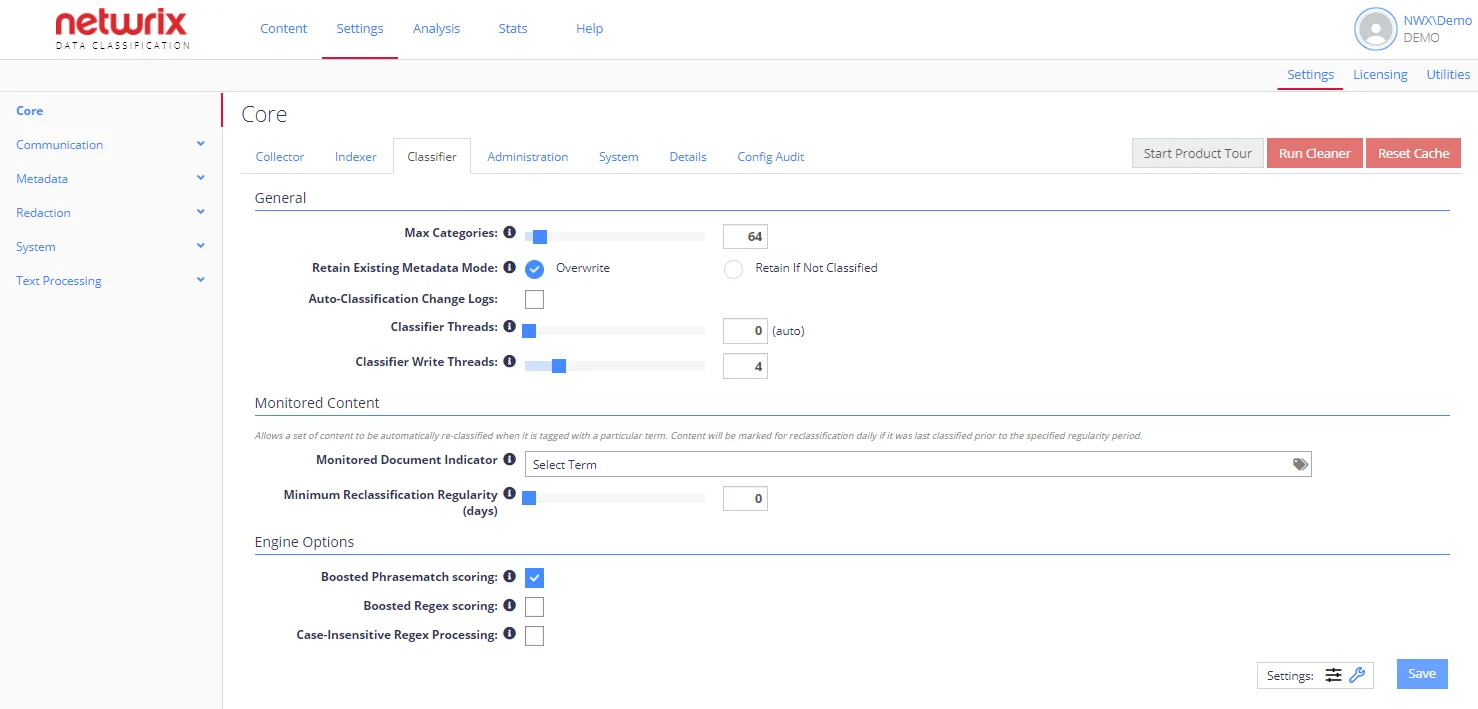 netwrix
DATA CLASSIFICATION
Content Settings Analysis Stats Help
NWX\Demo
DEMO
Settings Licensing Utilities
Core
Communication
Metadata
Redaction
System
Text Processing
Core
Collector Indexer Classifier Administration System Details Config Audit
Start Product Tour Run Cleaner Reset Cache
General
Max Categories: 64
Retain Existing Metadata Mode: Overwrite Retain If Not Classified
Auto-Classification Change Logs:
Classifier Threads: 0 (auto)
Classifier Write Threads: 4
Monitored Content
Allows a set of content to be automatically re-classified when it is tagged with a particular term. Content will be marked for reclassification daily if it was last classified prior to the specified regularity period.
Monitored Document Indicator Select Term
Minimum Reclassification Regularity 0
(days)
Engine Options
Boosted Phrasematch scoring:
Boosted Regex scoring:
Case-Insensitive Regex Processing:
Settings: Save